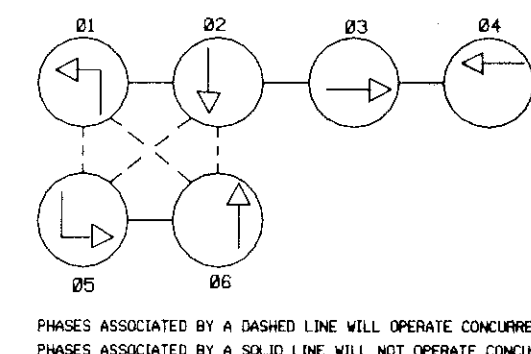 Ø1 Ø2 Ø3 Ø4
Ø5 Ø6
PHASES ASSOCIATED BY A DASHED LINE WILL OPERATE CONCURRE
PHASES ASSOCIATED BY A SOLID LINE WILL NOT OPERATE CONCU